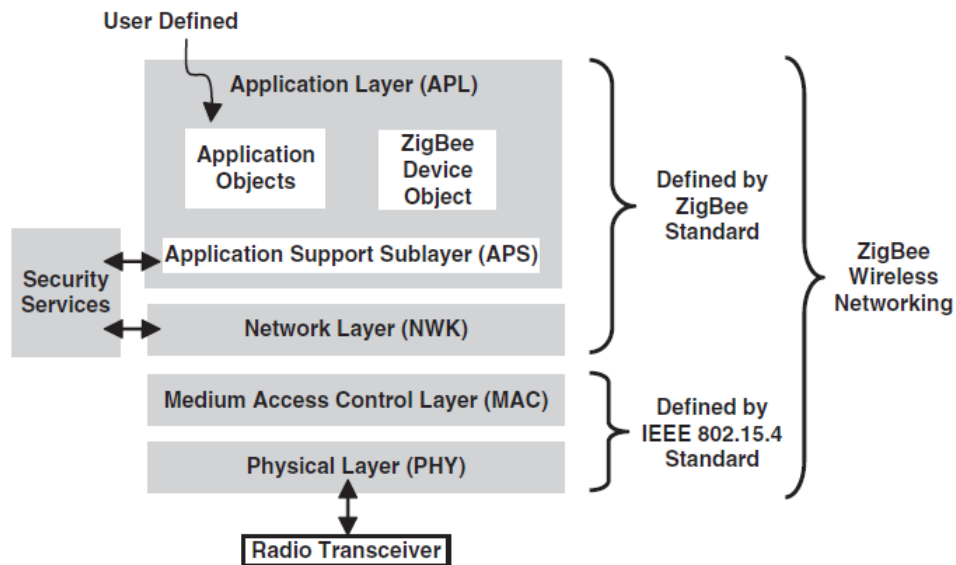 User Defined
Application Layer (APL)
Application
Objects
ZigBee
Device
Object
Application Support Sublayer (APS)
Security
Services
Network Layer (NWK)
Medium Access Control Layer (MAC)
Physical Layer (PHY)
Radio Transceiver
Defined by
ZigBee
Standard
Defined by
IEEE 802.15.4
Standard
ZigBee
Wireless
Networking